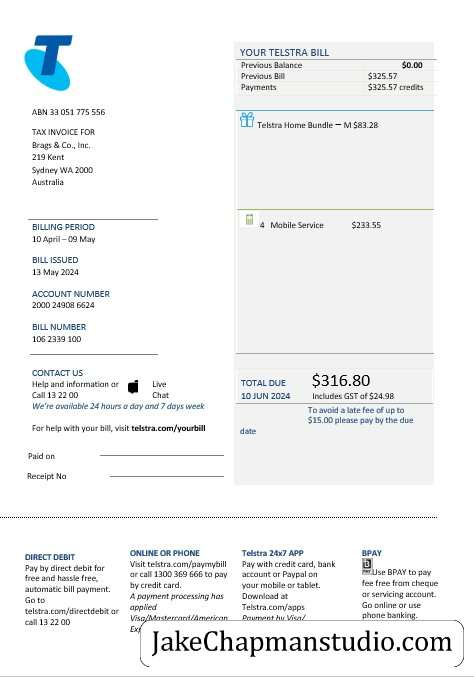 YOUR TELSTRA BILL
Previous Balance $0.00
Previous Bill $325.57
Payments $325.57 credits
ABN 33 051 775 556
TAX INVOICE FOR
Brags & Co., Inc.
219 Kent
Sydney WA 2000
Australia
Telstra Home Bundle – M $83.28
4 Mobile Service $233.55
BILLING PERIOD
10 April – 09 May
BILL ISSUED
13 May 2024
ACCOUNT NUMBER
2000 24908 6624
BILL NUMBER
106 2339 100
CONTACT US
Help and information or Live
Call 13 22 00 Chat
We're available 24 hours a day and 7 days week
For help with your bill, visit telstra.com/yourbill
Paid on
Receipt No
TOTAL DUE $316.80
10 JUN 2024 Includes GST of $24.98
To avoid a late fee of up to
$15.00 please pay by the due
date
DIRECT DEBIT
Pay by direct debit for
free and hassle free,
automatic bill payment.
Go to
telstra.com/directdebit or
call 13 22 00
ONLINE OR PHONE
Visit telstra.com/paymybill
or call 1300 369 666 to pay
by credit card.
A payment processing has
applied
Visa/Mastercard/American
Telstra 24x7 APP
Pay with credit card, bank
account or Paypal on
your mobile or tablet.
Download at
Telstra.com/apps
Payment by Visa/
BPAY
Use BPAY to pay
fee free from cheque
or servicing account.
Go online or use
phone banking.
JakeChapmanstudio.com